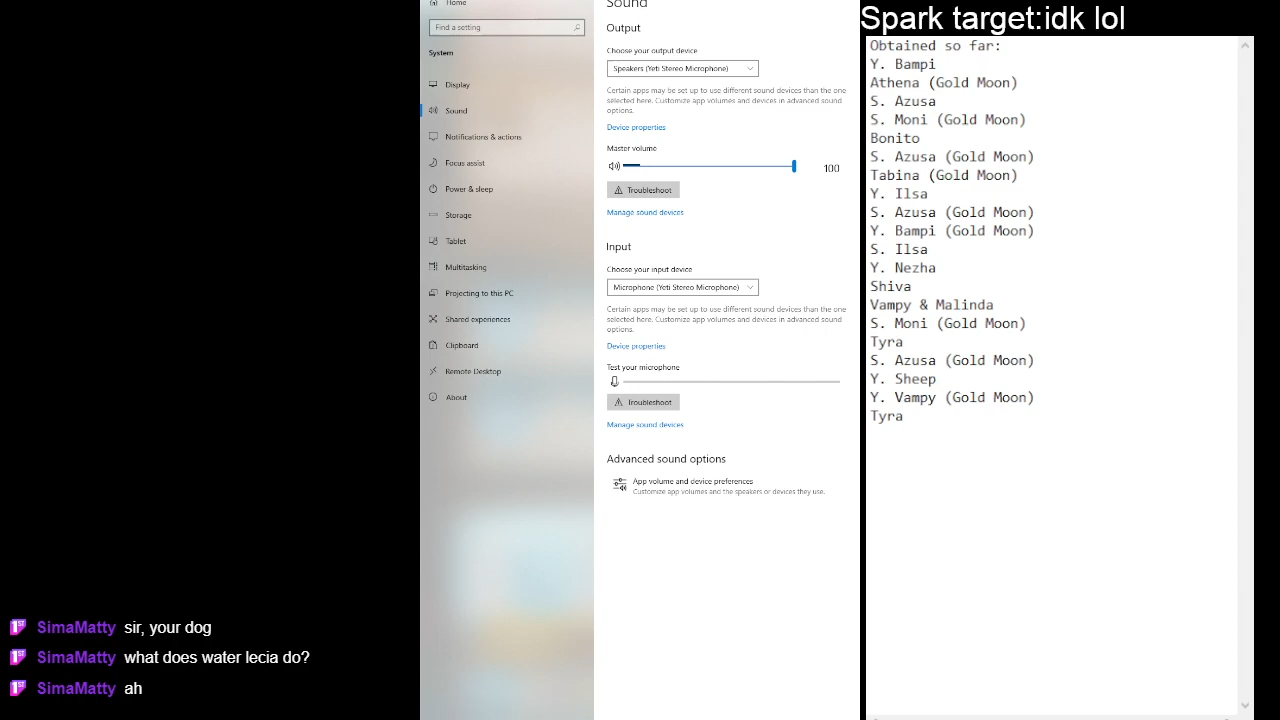 Home
Find a setting
System
Display
Sound
Notifications & actions
Focus assist
Power & sleep
Storage
Tablet
Multitasking
Projecting to this PC
Shared experiences
Clipboard
Remote Desktop
About
Sound
Output
Choose your output device
Speakers (Yeti Stereo Microphone)
Certain apps may be set up to use different sound devices than the one
selected here. Customize app volumes and devices in advanced sound
options.
Device properties
Master volume
100
Troubleshoot
Manage sound devices
Input
Choose your input device
Microphone (Yeti Stereo Microphone)
Certain apps may be set up to use different sound devices than the one
selected here. Customize app volumes and devices in advanced sound
options.
Device properties
Test your microphone
Troubleshoot
Manage sound devices
Advanced sound options
App volume and device preferences
Customize app volumes and the speakers or devices they use.
Spark target:idk lol
Obtained so far:
Y. Bampi
Athena (Gold Moon)
S. Azusa
S. Moni (Gold Moon)
Bonito
S. Azusa (Gold Moon)
Tabina (Gold Moon)
Y. Ilsa
S. Azusa (Gold Moon)
Y. Bampi (Gold Moon)
S. Ilsa
Y. Nezha
Shiva
Vampy & Malinda
S. Moni (Gold Moon)
Tyra
S. Azusa (Gold Moon)
Y. Sheep
Y. Vampy (Gold Moon)
Tyra
SimaMatty sir, your dog
SimaMatty what does water lecia do?
SimaMatty ah